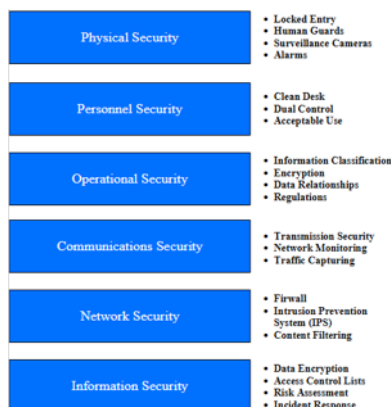 Physical Security
• Locked Entry
• Human Guards
• Surveillance Cameras
• Alarms
Personnel Security
• Clean Desk
• Dual Control
• Acceptable Use
Operational Security
• Information Classification
• Encryption
• Data Relationships
• Regulations
Communications Security
• Transmission Security
• Network Monitoring
• Traffic Capturing
Network Security
• Firwall
• Intrusion Prevention
System (IPS)
• Content Filtering
Information Security
• Data Encryption
• Access Control Lists
• Risk Assessment
• Incident Response